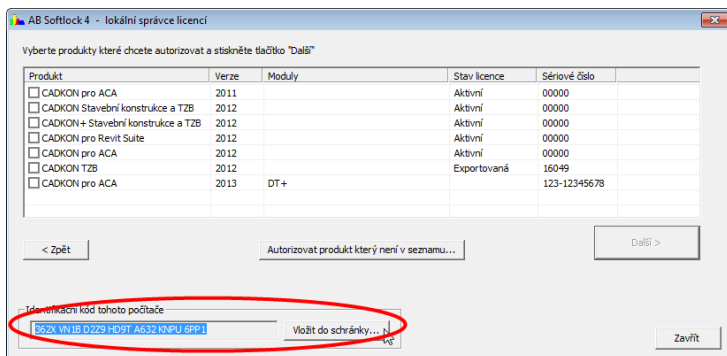 AB Softlock 4 - lokální správce licencí
Vyberte produkty které chcete autorizovat a stiskněte tlačítko "Další"
Produkt Verze Moduly Stav licence Sériové číslo
CADKON pro ACA 2011 Aktivní 00000
CADKON Stavební konstrukce a TZB 2012 Aktivní 00000
CADKON+ Stavební konstrukce a TZB 2012 Aktivní 00000
CADKON pro Revit Suite 2012 Aktivní 00000
CADKON pro ACA 2012 Aktivní 00000
CADKON TZB 2012 Exportovaná 16049
CADKON pro ACA 2013 DT+ 123-12345678
< Zpět Autorizovat produkt který není v seznamu... Další >
Identifikační kód tohoto počítače
362X VN1B D2Z9 HD9T A632 KNPU 6PP1 Vložit do schránky...
Zavřít